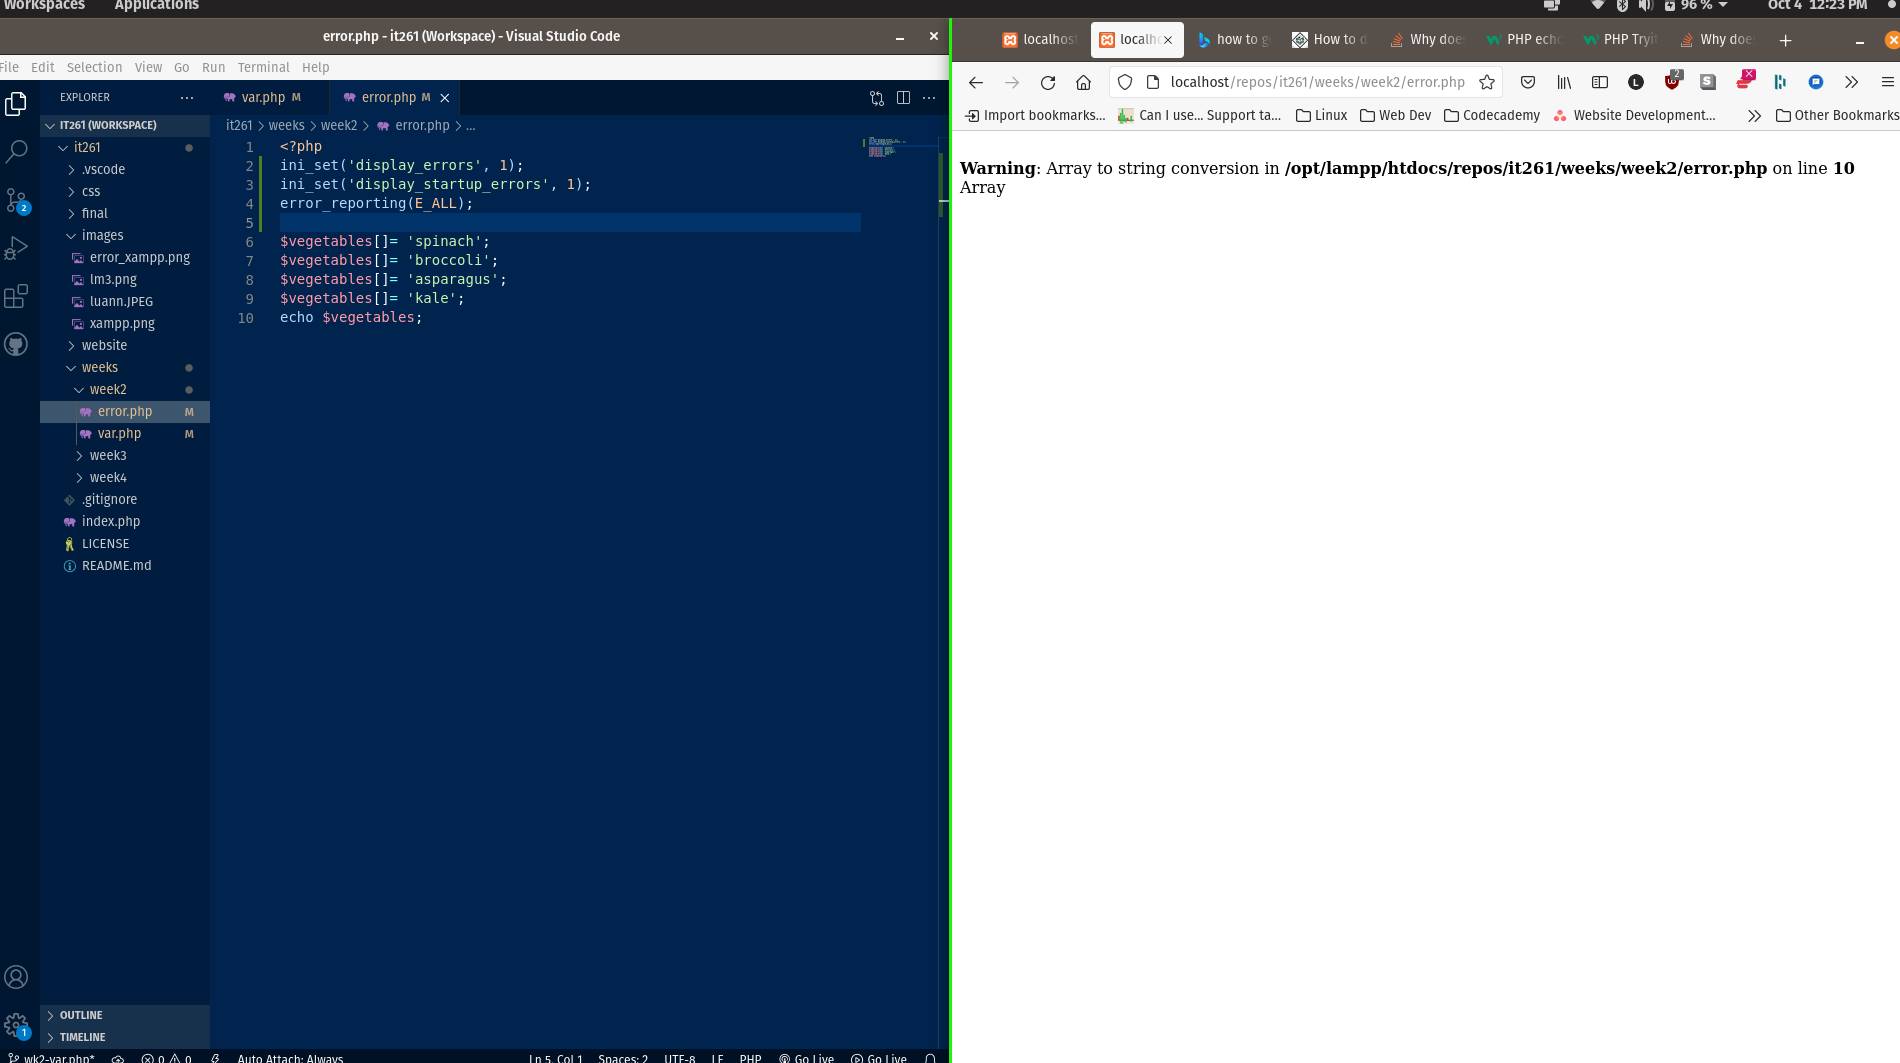 Workspaces Applications 96 % Oct 4 12:23 PM
error.php - it261 (Workspace) - Visual Studio Code
File Edit Selection View Go Run Terminal Help
EXPLORER
IT261 (WORKSPACE)
it261
.vscode
css
final
images
error_xampp.png
lm3.png
luann.JPEG
xampp.png
website
weeks
week2
error.php M
var.php M
week3
week4
.gitignore
index.php
LICENSE
README.md
OUTLINE
TIMELINE
2
1
var.php M error.php M
it261 > weeks > week2 > error.php > ...
1 <?php
2 ini_set('display_errors', 1);
3 ini_set('display_startup_errors', 1);
4 error_reporting(E_ALL);
5
6 $vegetables[]= 'spinach';
7 $vegetables[]= 'broccoli';
8 $vegetables[]= 'asparagus';
9 $vegetables[]= 'kale';
10 echo $vegetables;
wk2-var.php* 0 0 Auto Attach: Always Ln 5, Col 1 Spaces: 2 UTF-8 LF PHP Go Live Go Live
localhost localh how to g How to d Why doe PHP echo PHP Tryit Why doe
localhost/repos/it261/weeks/week2/error.php L 2 S
Import bookmarks... Can I use... Support ta... Linux Web Dev Codecademy Website Development... Other Bookmarks
Warning: Array to string conversion in /opt/lampp/htdocs/repos/it261/weeks/week2/error.php on line 10
Array